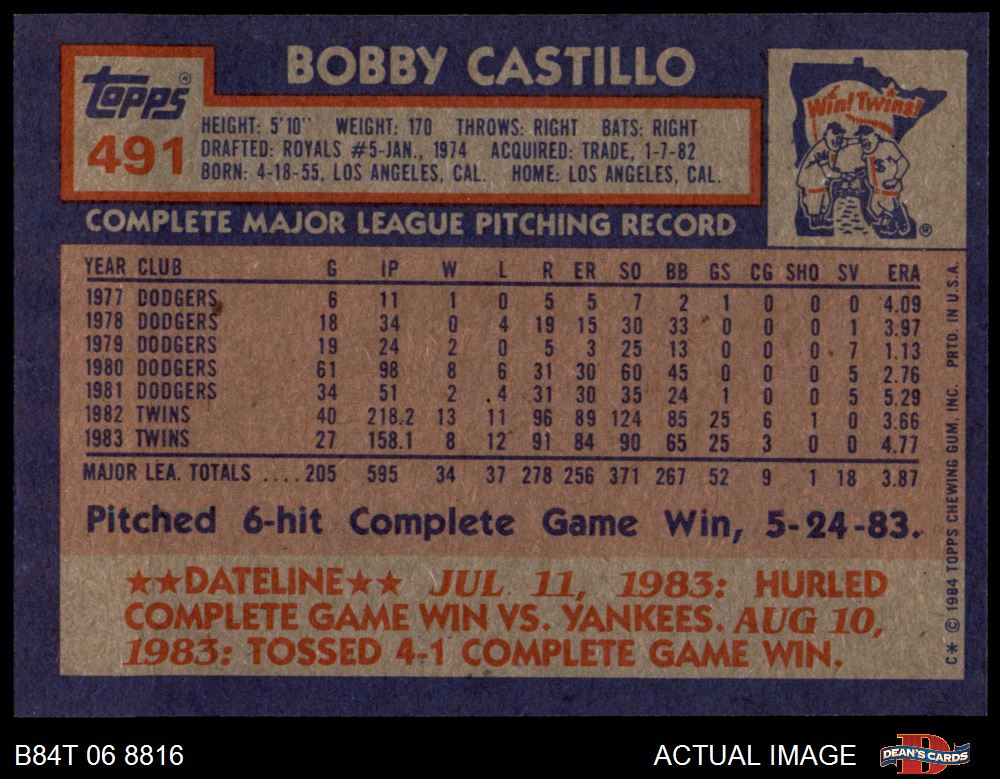 BOBBY CASTILLO
Topps®
491
HEIGHT: 5'10" WEIGHT: 170 THROWS: RIGHT BATS: RIGHT
DRAFTED: ROYALS #5-JAN., 1974 ACQUIRED: TRADE, 1-7-82
BORN: 4-18-55, LOS ANGELES, CAL. HOME: LOS ANGELES, CAL.
Win! Twins!
®
COMPLETE MAJOR LEAGUE PITCHING RECORD
YEAR CLUB G IP W L R ER SO BB GS CG SHO SV ERA
1977 DODGERS 6 11 1 0 5 5 7 2 1 0 0 0 4.09
1978 DODGERS 18 34 0 4 19 15 30 33 0 0 0 1 3.97
1979 DODGERS 19 24 2 0 5 3 25 13 0 0 0 7 1.13
1980 DODGERS 61 98 8 6 31 30 60 45 0 0 0 5 2.76
1981 DODGERS 34 51 2 4 31 30 35 24 1 0 0 5 5.29
1982 TWINS 40 218.2 13 11 96 89 124 85 25 6 1 0 3.66
1983 TWINS 27 158.1 8 12 91 84 90 65 25 3 0 0 4.77
MAJOR LEA. TOTALS .... 205 595 34 37 278 256 371 267 52 9 1 18 3.87
Pitched 6-hit Complete Game Win, 5-24-83.
★★DATELINE★★ JUL. 11, 1983: HURLED
COMPLETE GAME WIN VS. YANKEES. AUG 10,
1983: TOSSED 4-1 COMPLETE GAME WIN.
C* © 1984 TOPPS CHEWING GUM, INC. PRTD. IN U.S.A.
B84T 06 8816
ACTUAL IMAGE
DEAN'S CARDS